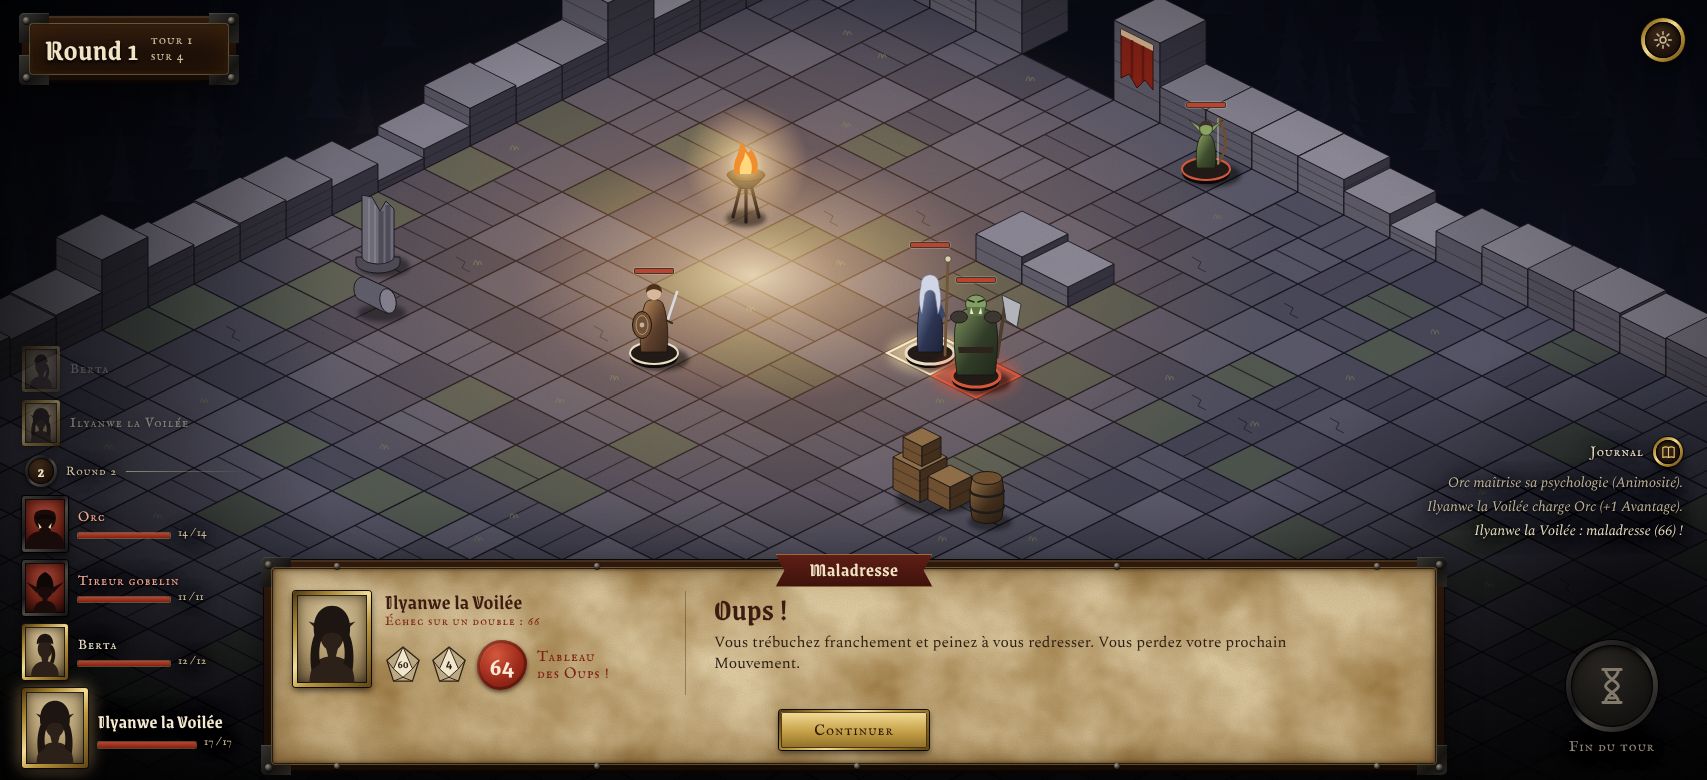 Round 1
Tour 1
sur 4
Berta
Ilyanwe la Voilée
2 Round 2
Orc
14/14
Tireur gobelin
11/11
Berta
12/12
Ilyanwe la Voilée
17/17
Journal
Orc maîtrise sa psychologie (Animosité).
Ilyanwe la Voilée charge Orc (+1 Avantage).
Ilyanwe la Voilée : maladresse (66) !
Maladresse
Ilyanwe la Voilée
Échec sur un double : 66
60 4 64
Tableau
des Oups !
Oups !
Vous trébuchez franchement et peinez à vous redresser. Vous perdez votre prochain
Mouvement.
Continuer
Fin du tour